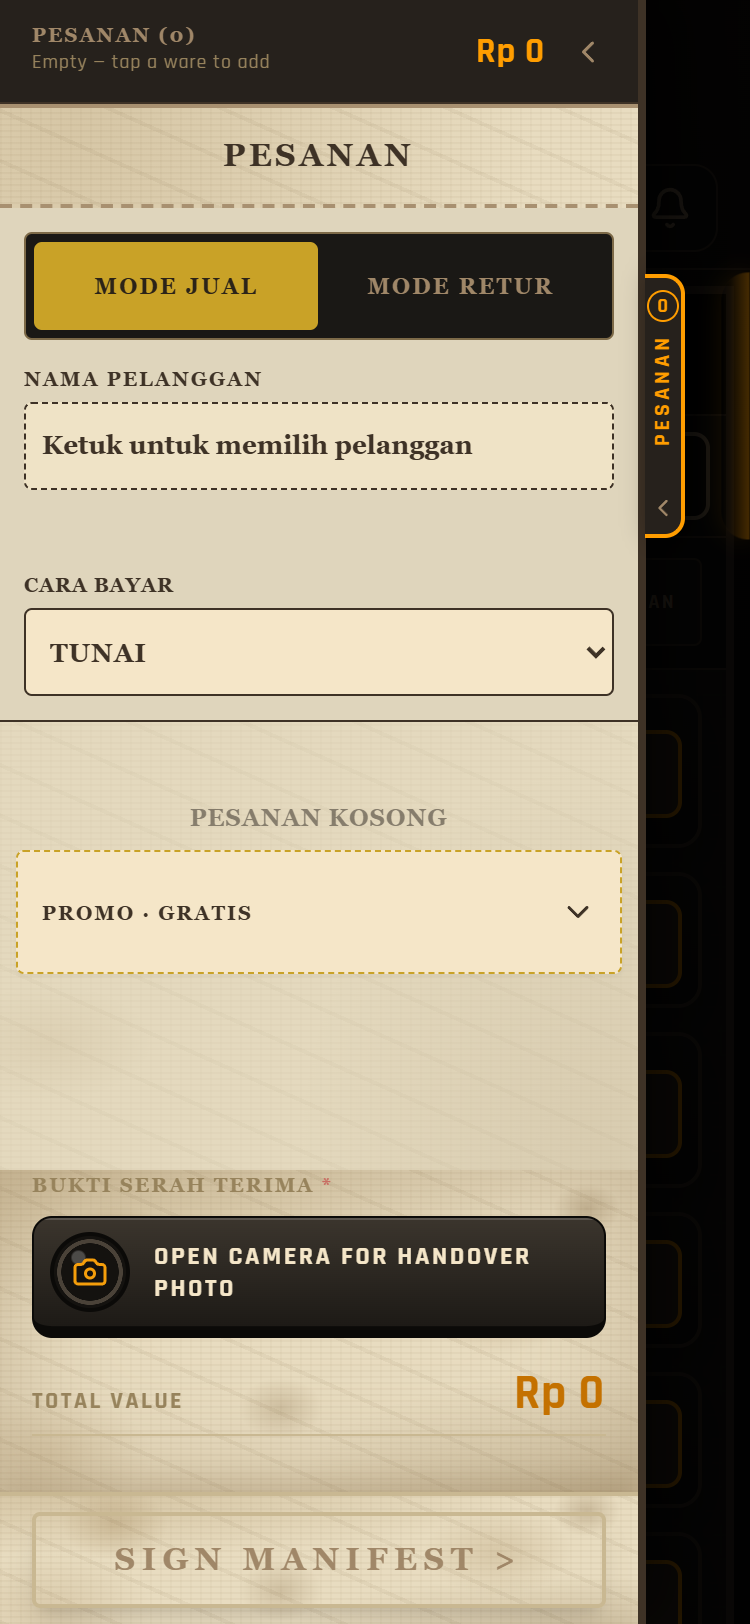 PESANAN (0)
Empty — tap a ware to add
Rp 0
PESANAN
MODE JUAL
MODE RETUR
0
PESANAN
NAMA PELANGGAN
Ketuk untuk memilih pelanggan
CARA BAYAR
TUNAI
AN
PESANAN KOSONG
PROMO · GRATIS
BUKTI SERAH TERIMA *
OPEN CAMERA FOR HANDOVER
PHOTO
TOTAL VALUE
Rp 0
SIGN MANIFEST >